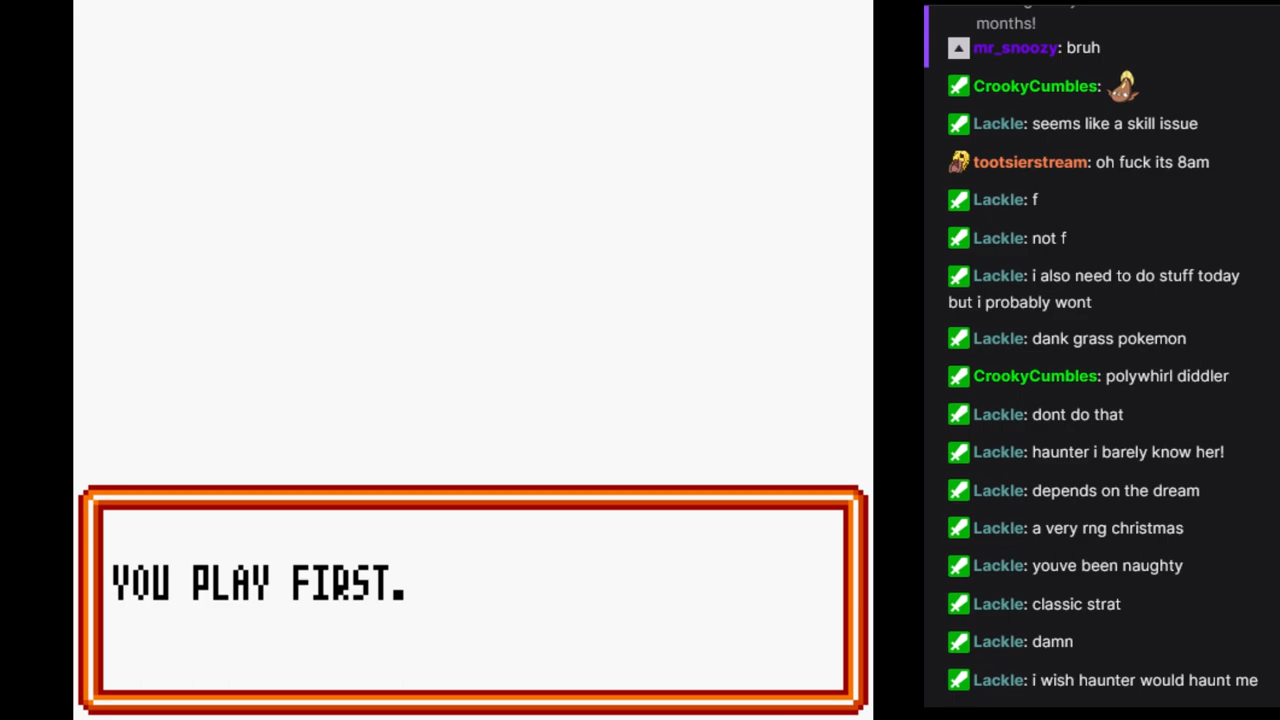 YOU PLAY FIRST.
months!
mr_snoozy: bruh
CrookyCumbles:
Lackle: seems like a skill issue
tootsierstream: oh fuck its 8am
Lackle: f
Lackle: not f
Lackle: i also need to do stuff today
but i probably wont
Lackle: dank grass pokemon
CrookyCumbles: polywhirl diddler
Lackle: dont do that
Lackle: haunter i barely know her!
Lackle: depends on the dream
Lackle: a very rng christmas
Lackle: youve been naughty
Lackle: classic strat
Lackle: damn
Lackle: i wish haunter would haunt me